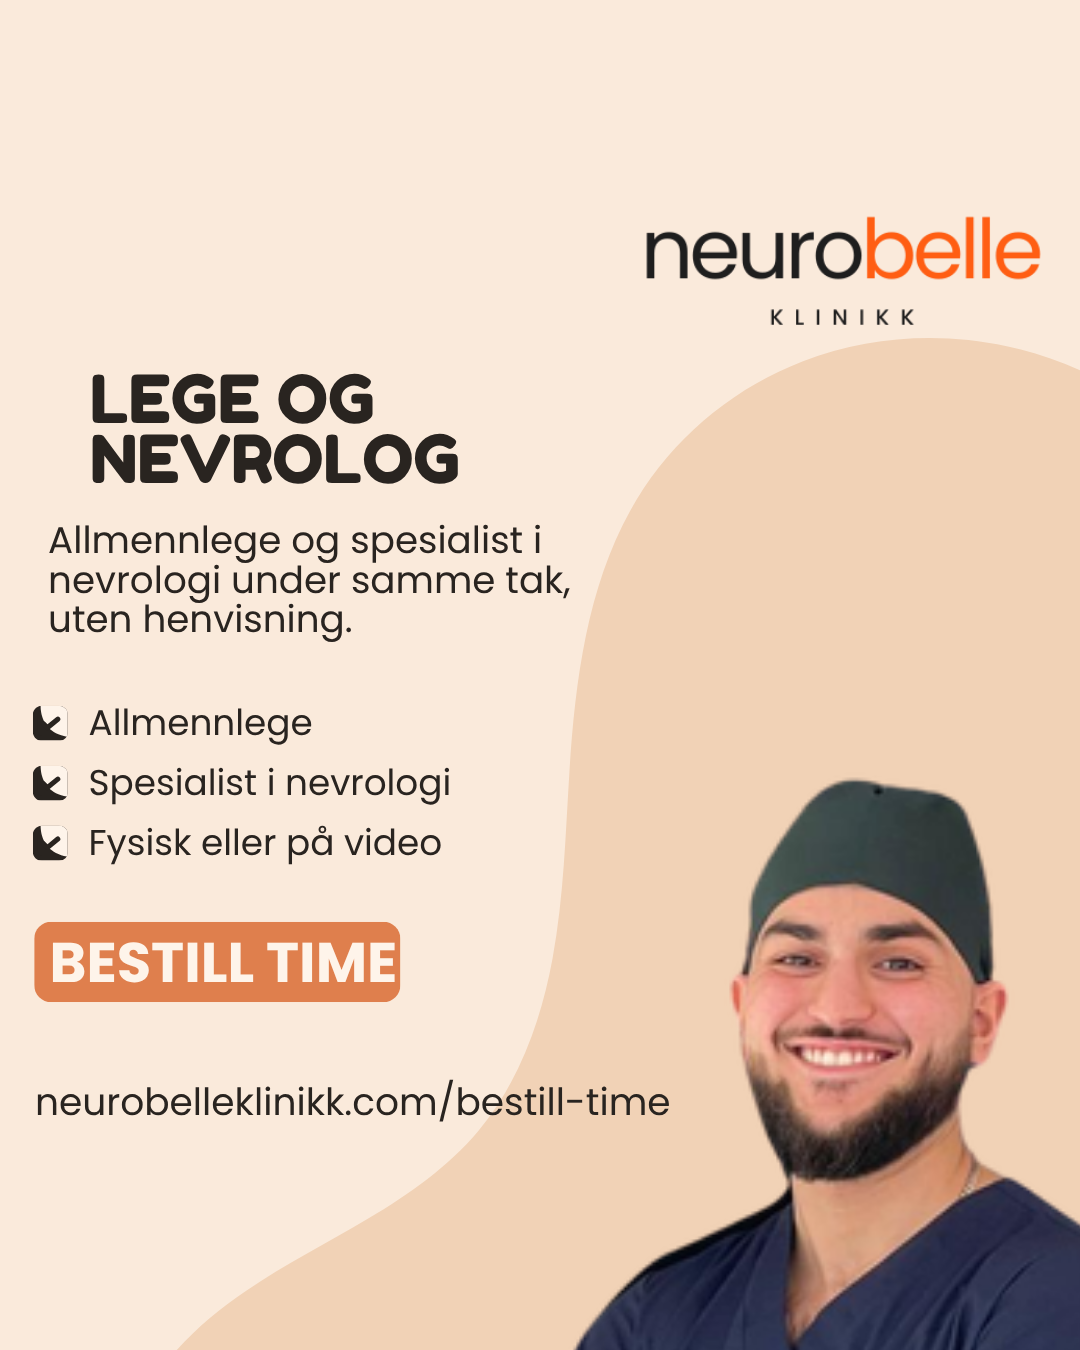 neurobelle
KLINIKK
LEGE OG
NEVROLOG
Allmennlege og spesialist i
nevrologi under samme tak,
uten henvisning.
Allmennlege
Spesialist i nevrologi
Fysisk eller på video
BESTILL TIME
neurobelleklinikk.com/bestill-time